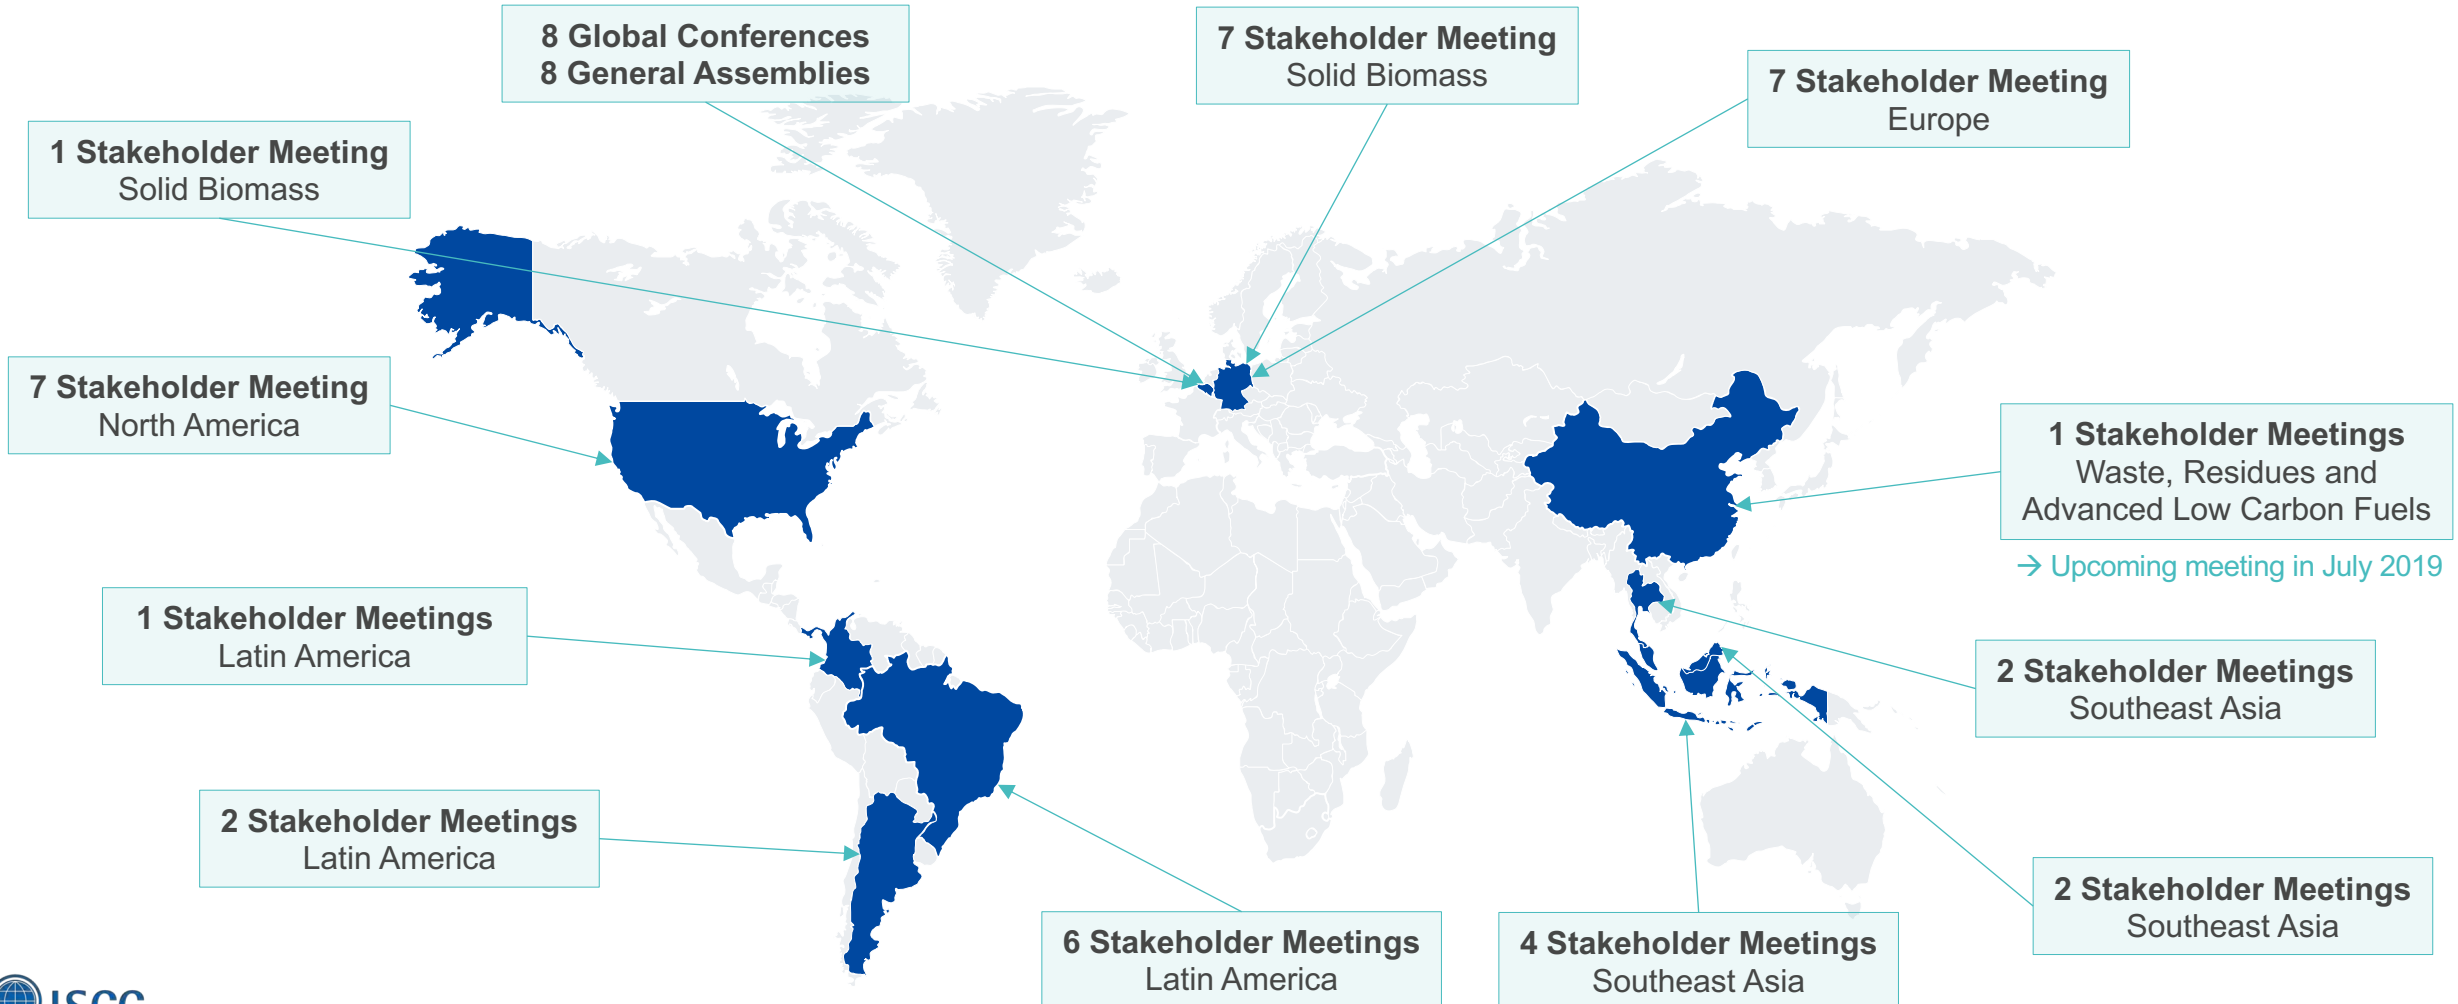 8 Global Conferences
8 General Assemblies
7 Stakeholder Meeting
Solid Biomass
7 Stakeholder Meeting
Europe
1 Stakeholder Meeting
Solid Biomass
7 Stakeholder Meeting
North America
1 Stakeholder Meetings
Waste, Residues and
Advanced Low Carbon Fuels
→ Upcoming meeting in July 2019
1 Stakeholder Meetings
Latin America
2 Stakeholder Meetings
Southeast Asia
2 Stakeholder Meetings
Latin America
2 Stakeholder Meetings
Southeast Asia
6 Stakeholder Meetings
Latin America
4 Stakeholder Meetings
Southeast Asia
ISCC